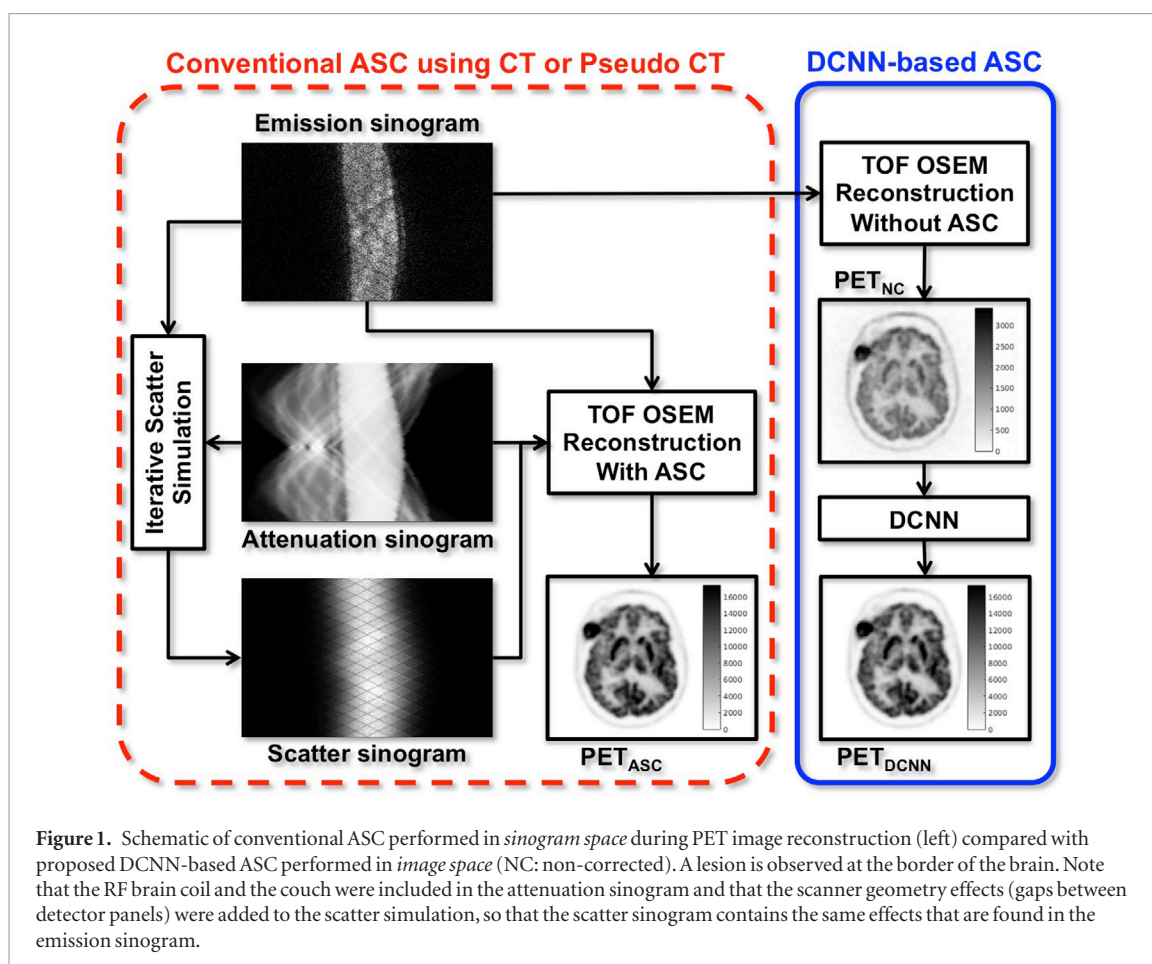 Conventional ASC using CT or Pseudo CT
DCNN-based ASC
Emission sinogram
Iterative Scatter
Simulation
Attenuation sinogram
Scatter sinogram
TOF OSEM
Reconstruction
With ASC
16000
14000
12000
10000
8000
6000
4000
2000
0
PET_ASC
TOF OSEM
Reconstruction
Without ASC
PET_NC
3000
2500
2000
1500
1000
500
0
DCNN
16000
14000
12000
10000
8000
6000
4000
2000
0
PET_DCNN
Figure 1. Schematic of conventional ASC performed in sinogram space during PET image reconstruction (left) compared with
proposed DCNN-based ASC performed in image space (NC: non-corrected). A lesion is observed at the border of the brain. Note
that the RF brain coil and the couch were included in the attenuation sinogram and that the scanner geometry effects (gaps between
detector panels) were added to the scatter simulation, so that the scatter sinogram contains the same effects that are found in the
emission sinogram.